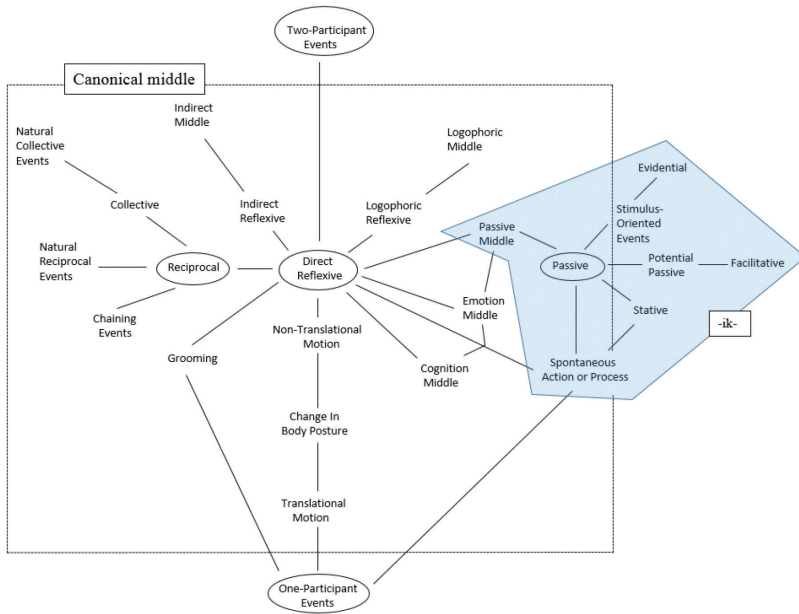 Two-Participant
Events
Canonical middle
Indirect
Middle
Natural
Collective
Events
Logophoric
Middle
Evidential
Collective
Indirect
Reflexive
Logophoric
Reflexive
Stimulus-
Oriented
Events
Passive
Middle
Natural
Reciprocal
Events
Reciprocal
Direct
Reflexive
Passive
Potential
Passive
Facilitative
Chaining
Events
Emotion
Middle
Stative
-ik-
Non-Translational
Motion
Grooming
Cognition
Middle
Spontaneous
Action or Process
Change In
Body Posture
Translational
Motion
One-Participant
Events